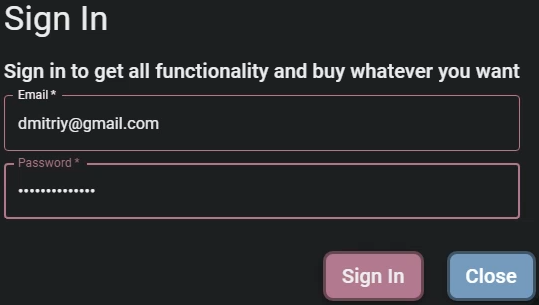 Sign In
Sign in to get all functionality and buy whatever you want
Email *
dmitriy@gmail.com
Password *
••••••••••••••
Sign In
Close